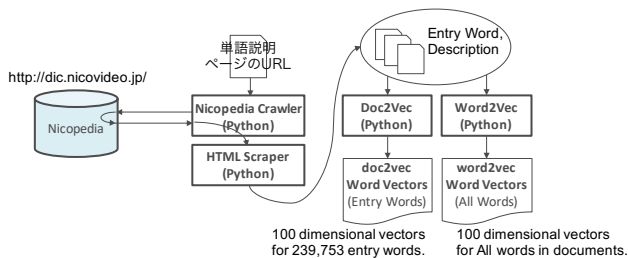 単語説明
ページのURL
Entry Word,
Description
http://dic.nicovideo.jp/
Nicopedia
Nicopedia Crawler
(Python)
HTML Scraper
(Python)
Doc2Vec
(Python)
Word2Vec
(Python)
doc2vec
Word Vectors
(Entry Words)
word2vec
Word Vectors
(All Words)
100 dimensional vectors
for 239,753 entry words.
100 dimensional vectors
for All words in documents.